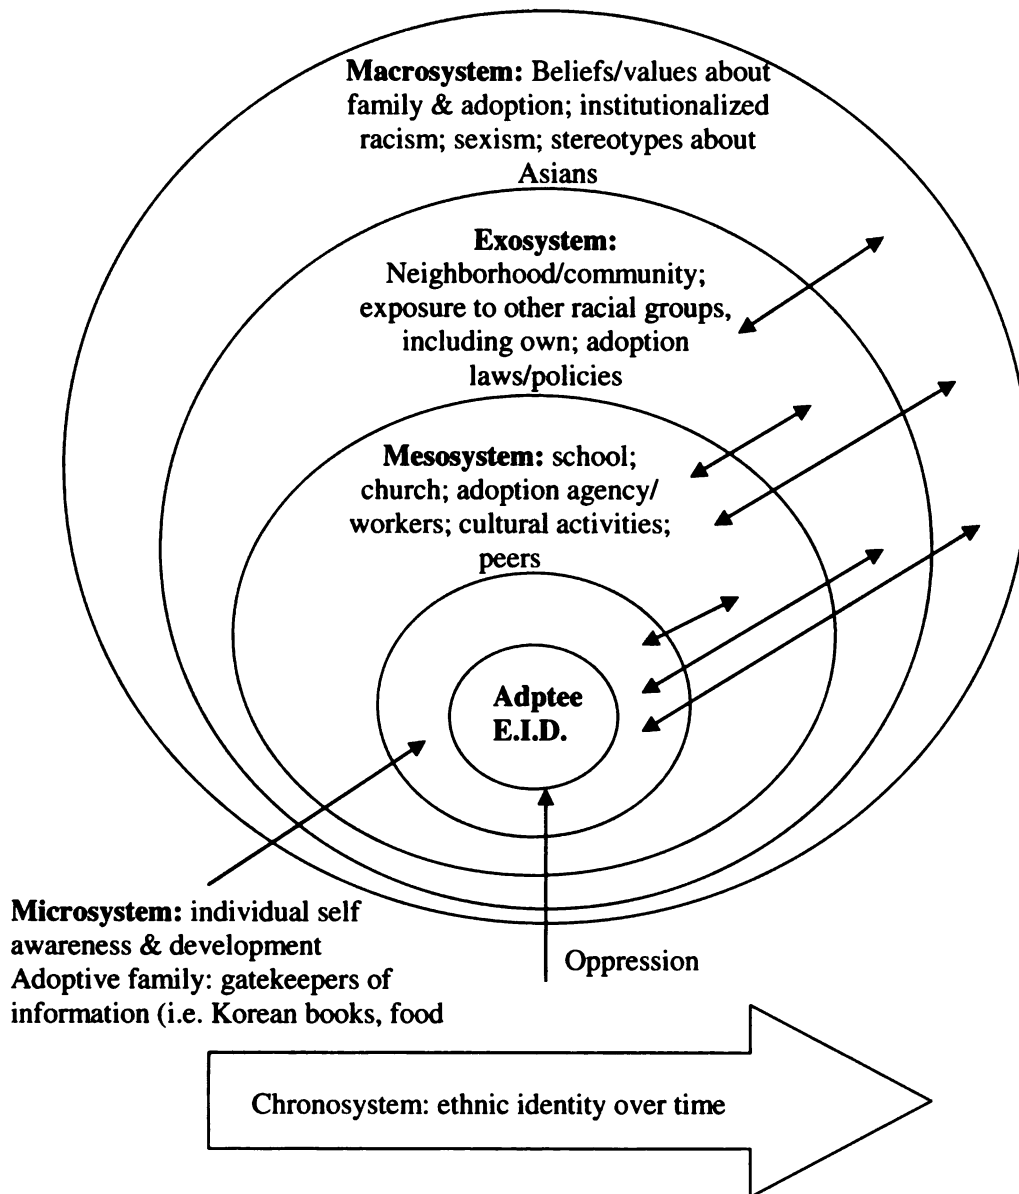 Macrosystem: Beliefs/values about
family & adoption; institutionalized
racism; sexism; stereotypes about
Asians
Exosystem:
Neighborhood/community;
exposure to other racial groups,
including own; adoption
laws/policies
Mesosystem: school;
church; adoption agency/
workers; cultural activities;
peers
Adptee
E.I.D.
Microsystem: individual self
awareness & development
Adoptive family: gatekeepers of
information (i.e. Korean books, food
Oppression
Chronosystem: ethnic identity over time